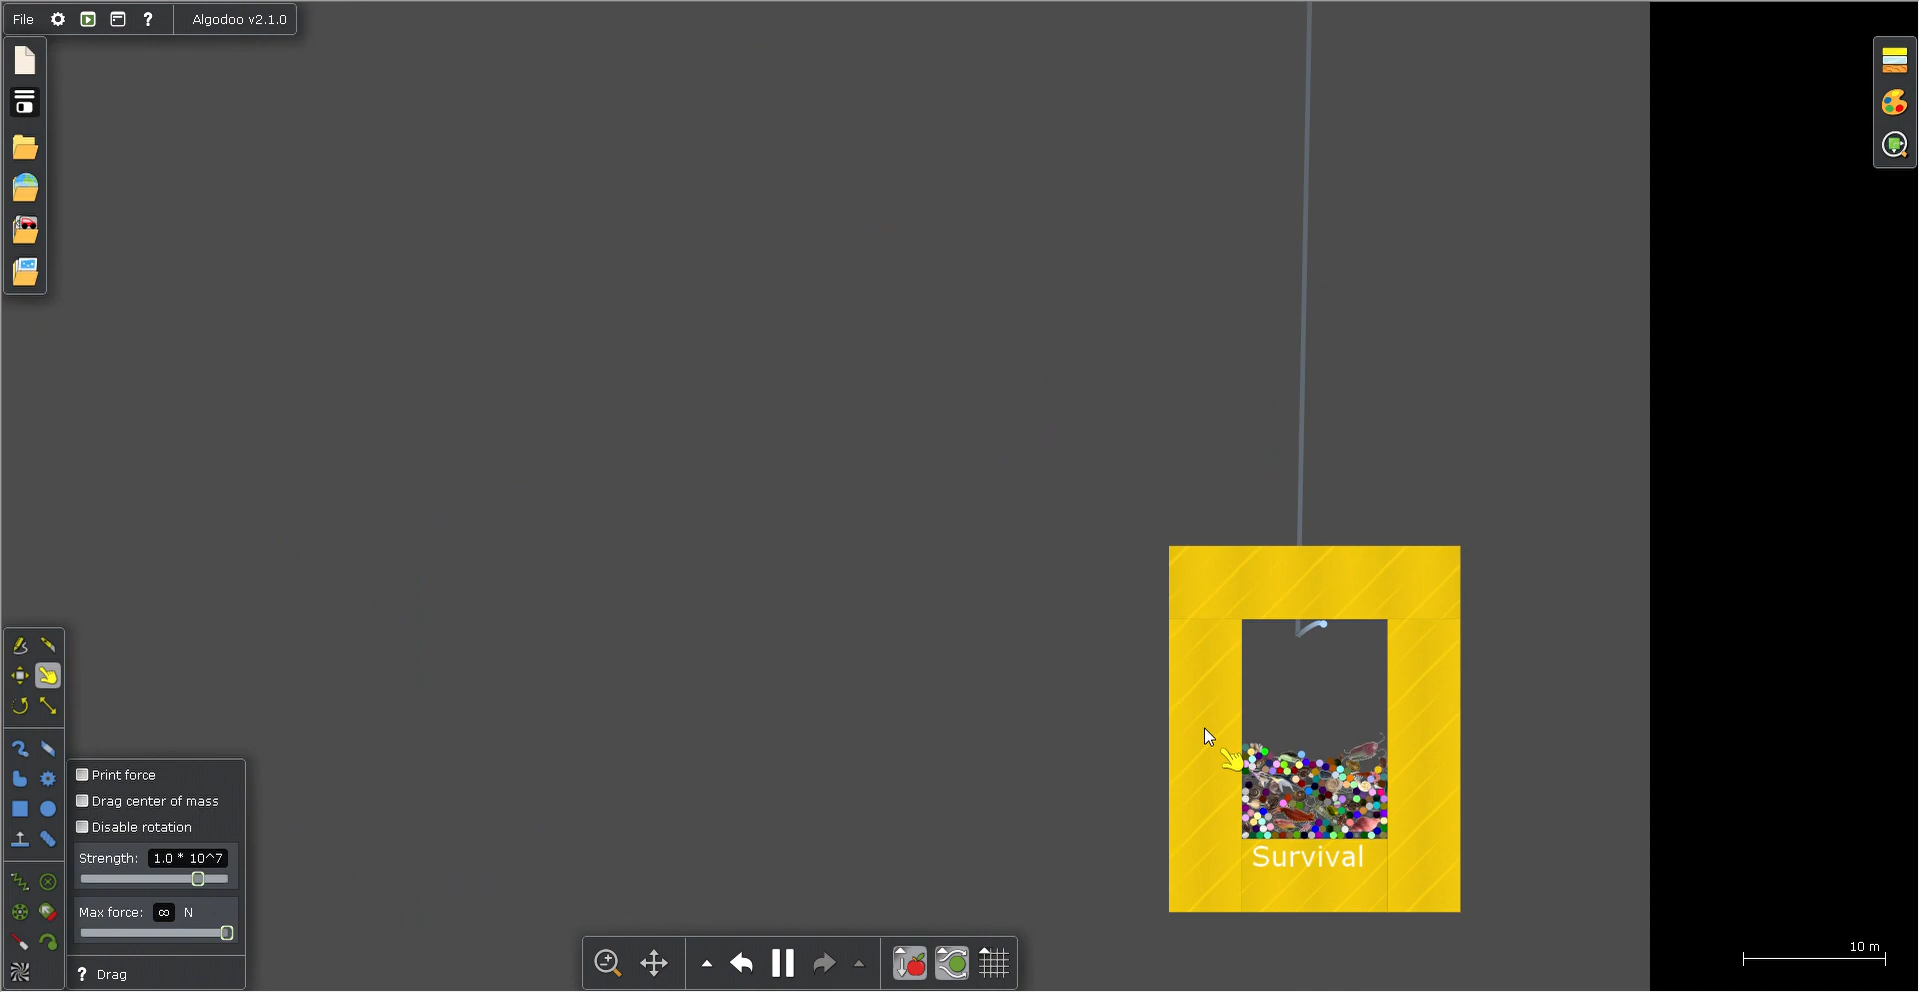 File ? Algodoo v2.1.0
Survival
Print force
Drag center of mass
Disable rotation
Strength: 1.0 * 10^7
Max force: ∞ N
? Drag
10 m